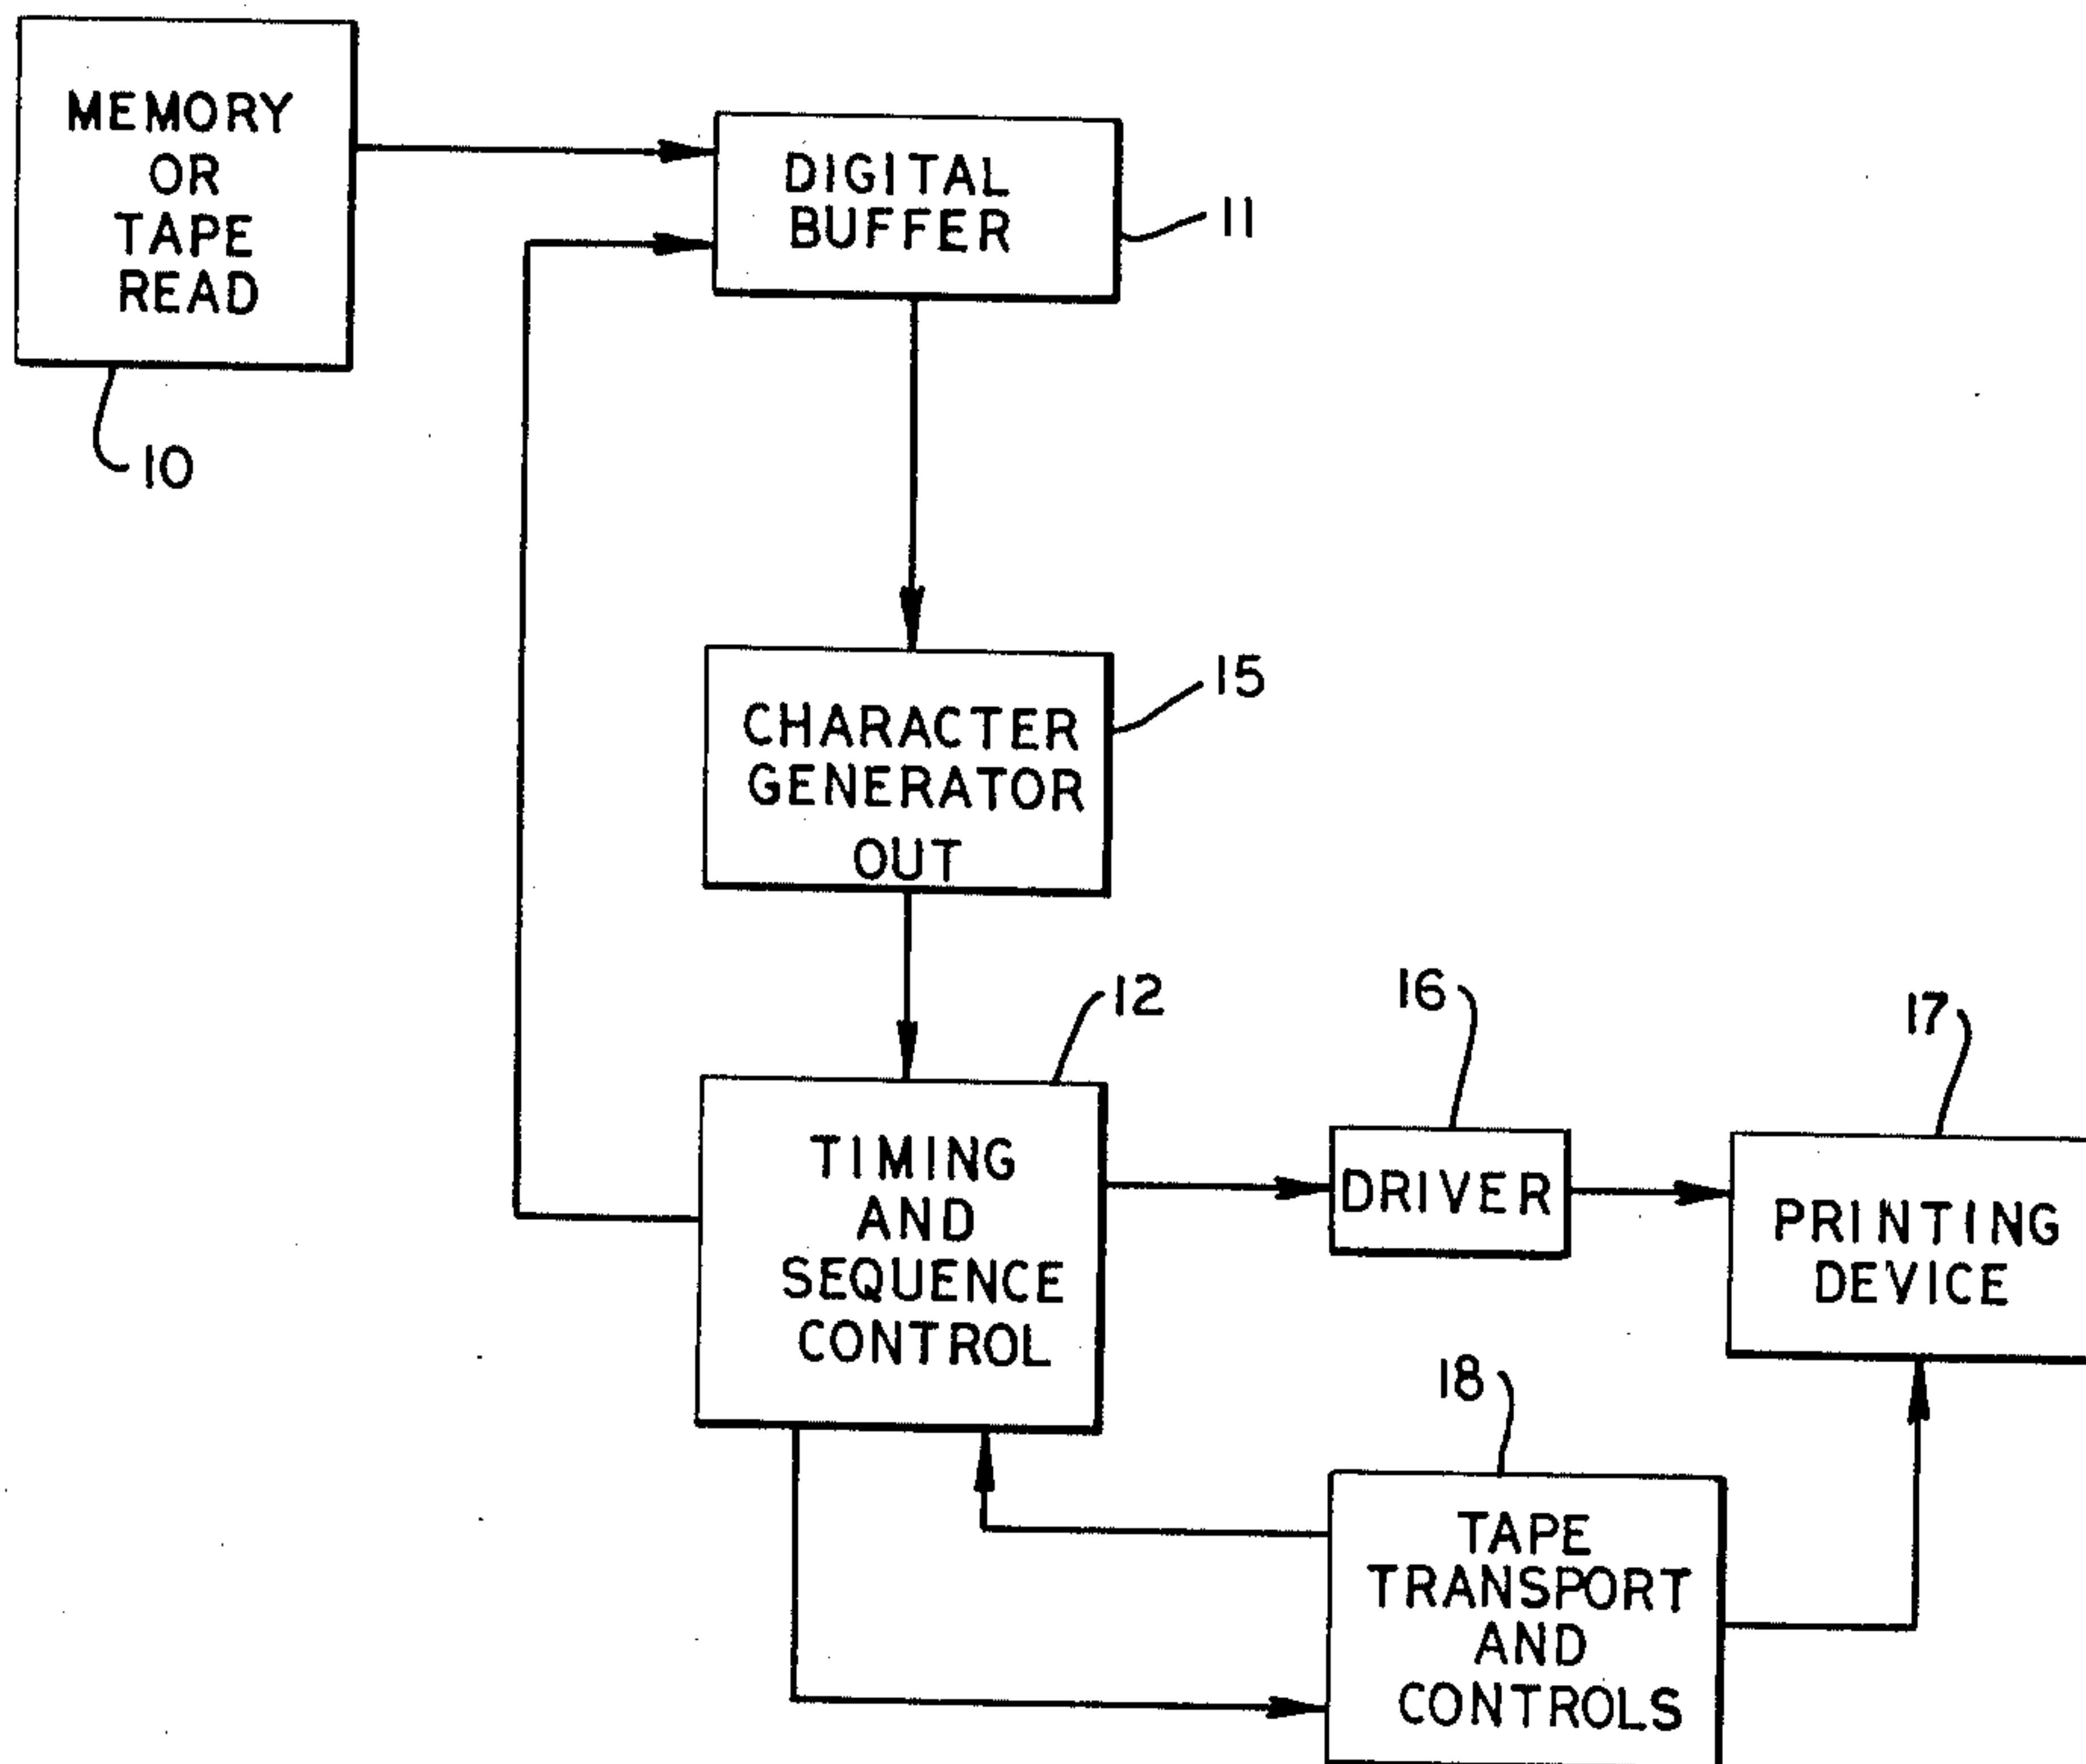 MEMORY
OR
TAPE
READ
10
DIGITAL
BUFFER
11
CHARACTER
GENERATOR
OUT
15
TIMING
AND
SEQUENCE
CONTROL
12
DRIVER
16
PRINTING
DEVICE
17
TAPE
TRANSPORT
AND
CONTROLS
18